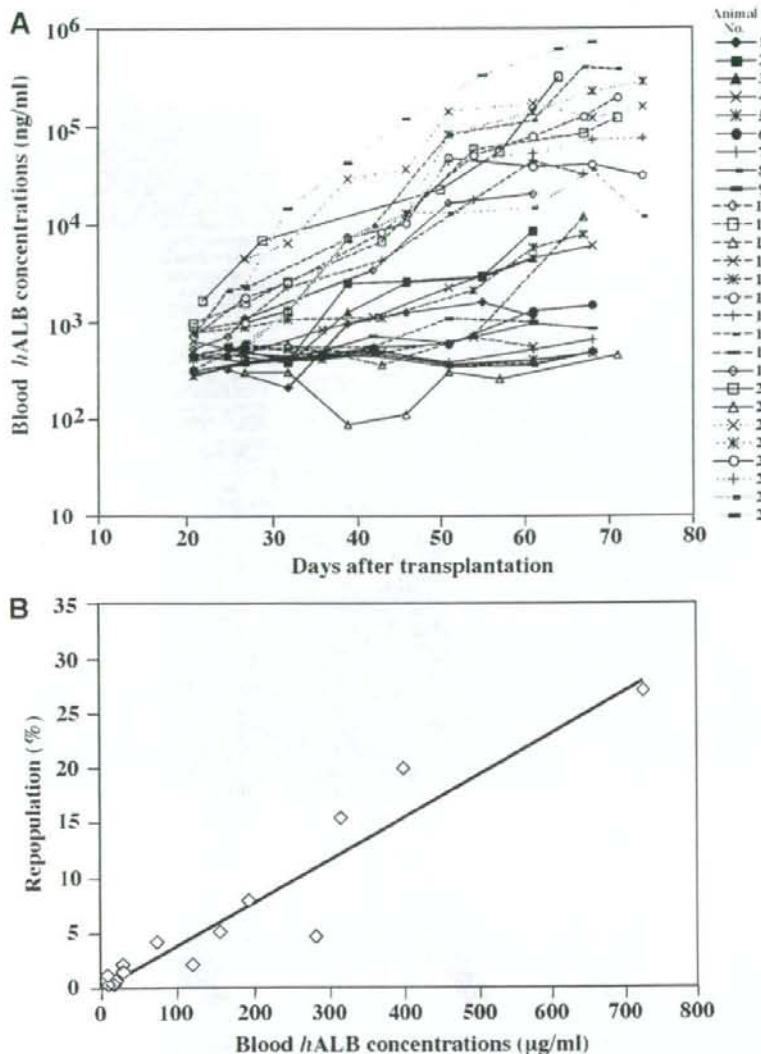 A
Animal
No.
10⁶
10⁵
10⁴
10³
10²
10
Blood hALB concentrations (ng/ml)
10 20 30 40 50 60 70 80
Days after transplantation
B
35
30
25
20
15
10
5
0
Repopulation (%)
0 100 200 300 400 500 600 700 800
Blood hALB concentrations (μg/ml)